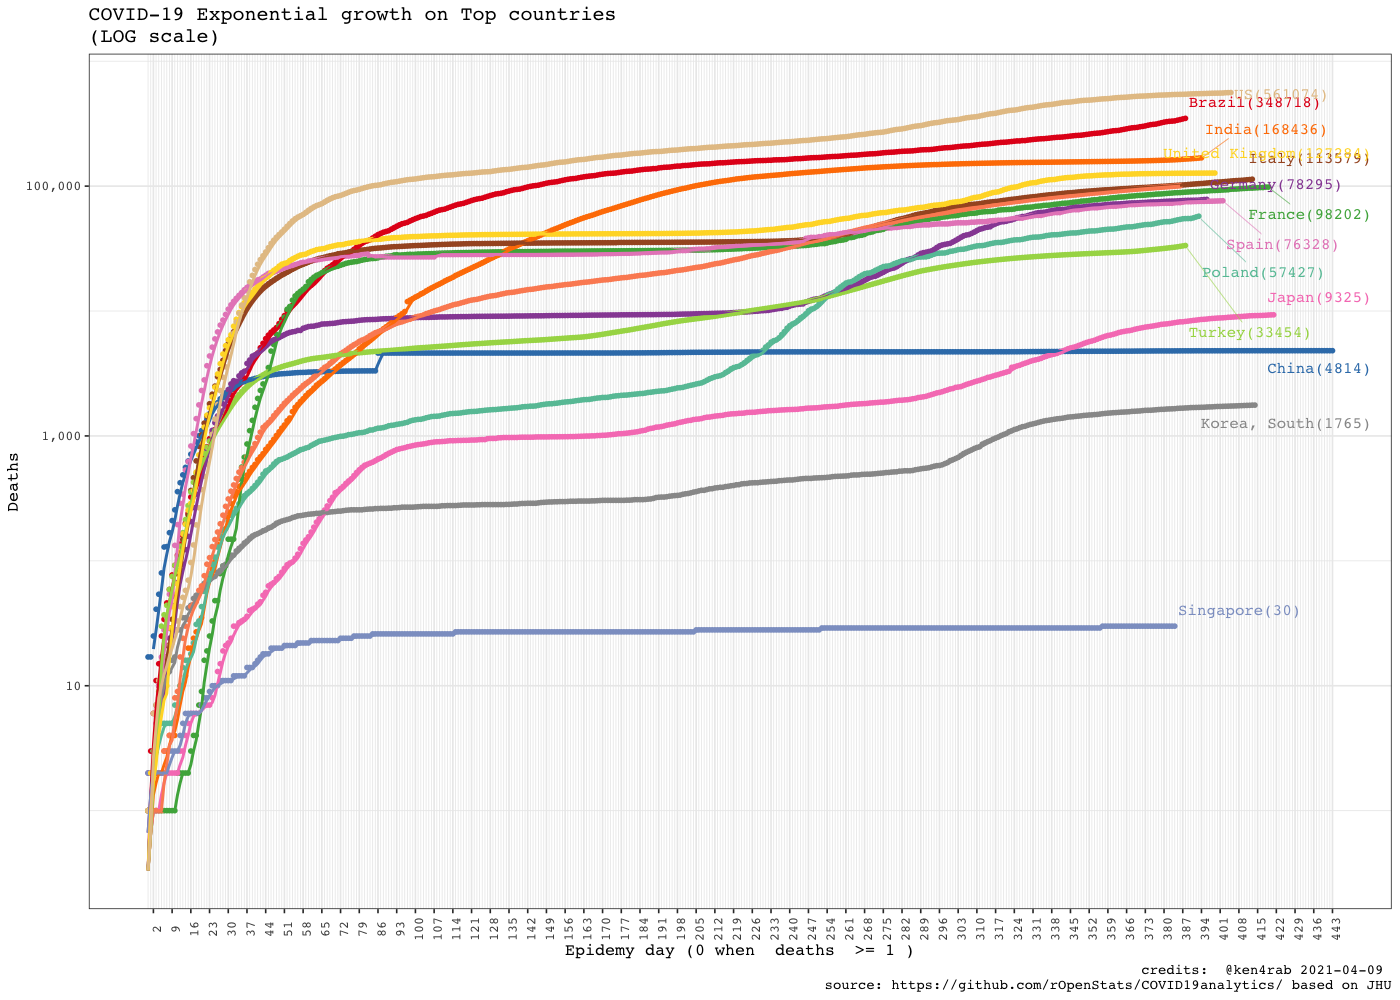 COVID-19 Exponential growth on Top countries
(LOG scale)
US(561074)
Brazil(348718)
India(168436)
United Kingdom(127284)
Italy(113579)
100,000
Germany(78295)
France(98202)
Spain(76328)
Poland(57427)
Japan(9325)
Turkey(33454)
China(4814)
Korea, South(1765)
1,000
Deaths
Singapore(30)
10
2 9 16 23 30 37 44 51 58 65 72 79 86 93 100 107 114 121 128 135 142 149 156 163 170 177 184 191 198 205 212 219 226 233 240 247 254 261 268 275 282 289 296 303 310 317 324 331 338 345 352 359 366 373 380 387 394 401 408 415 422 429 436 443
Epidemy day (0 when  deaths  >= 1 )
credits:  @ken4rab 2021-04-09
source: https://github.com/rOpenStats/COVID19analytics/ based on JHU